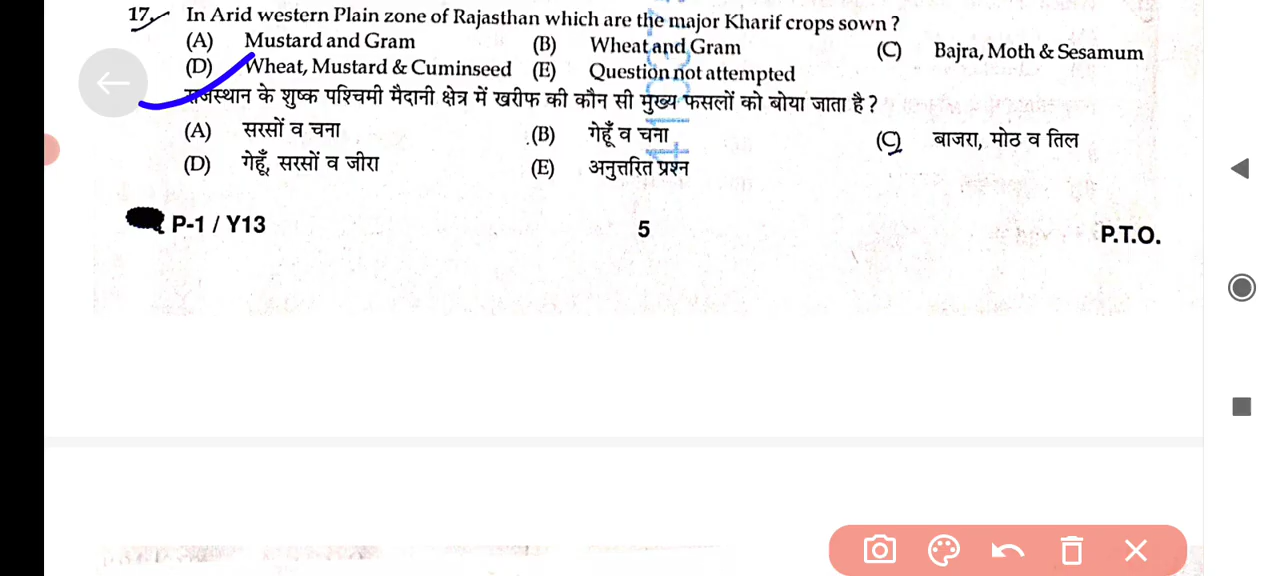 17. In Arid western Plain zone of Rajasthan which are the major Kharif crops sown ?
(A) Mustard and Gram (B) Wheat and Gram (C) Bajra, Moth & Sesamum
(D) Wheat, Mustard & Cuminseed (E) Question not attempted
राजस्थान के शुष्क पश्चिमी मैदानी क्षेत्र में खरीफ की कौन सी मुख्य फसलों को बोया जाता है ?
(A) सरसों व चना (B) गेहूँ व चना (C) बाजरा, मोठ व तिल
(D) गेहूँ, सरसों व जीरा (E) अनुत्तरित प्रश्न
P-1 / Y13 5 P.T.O.